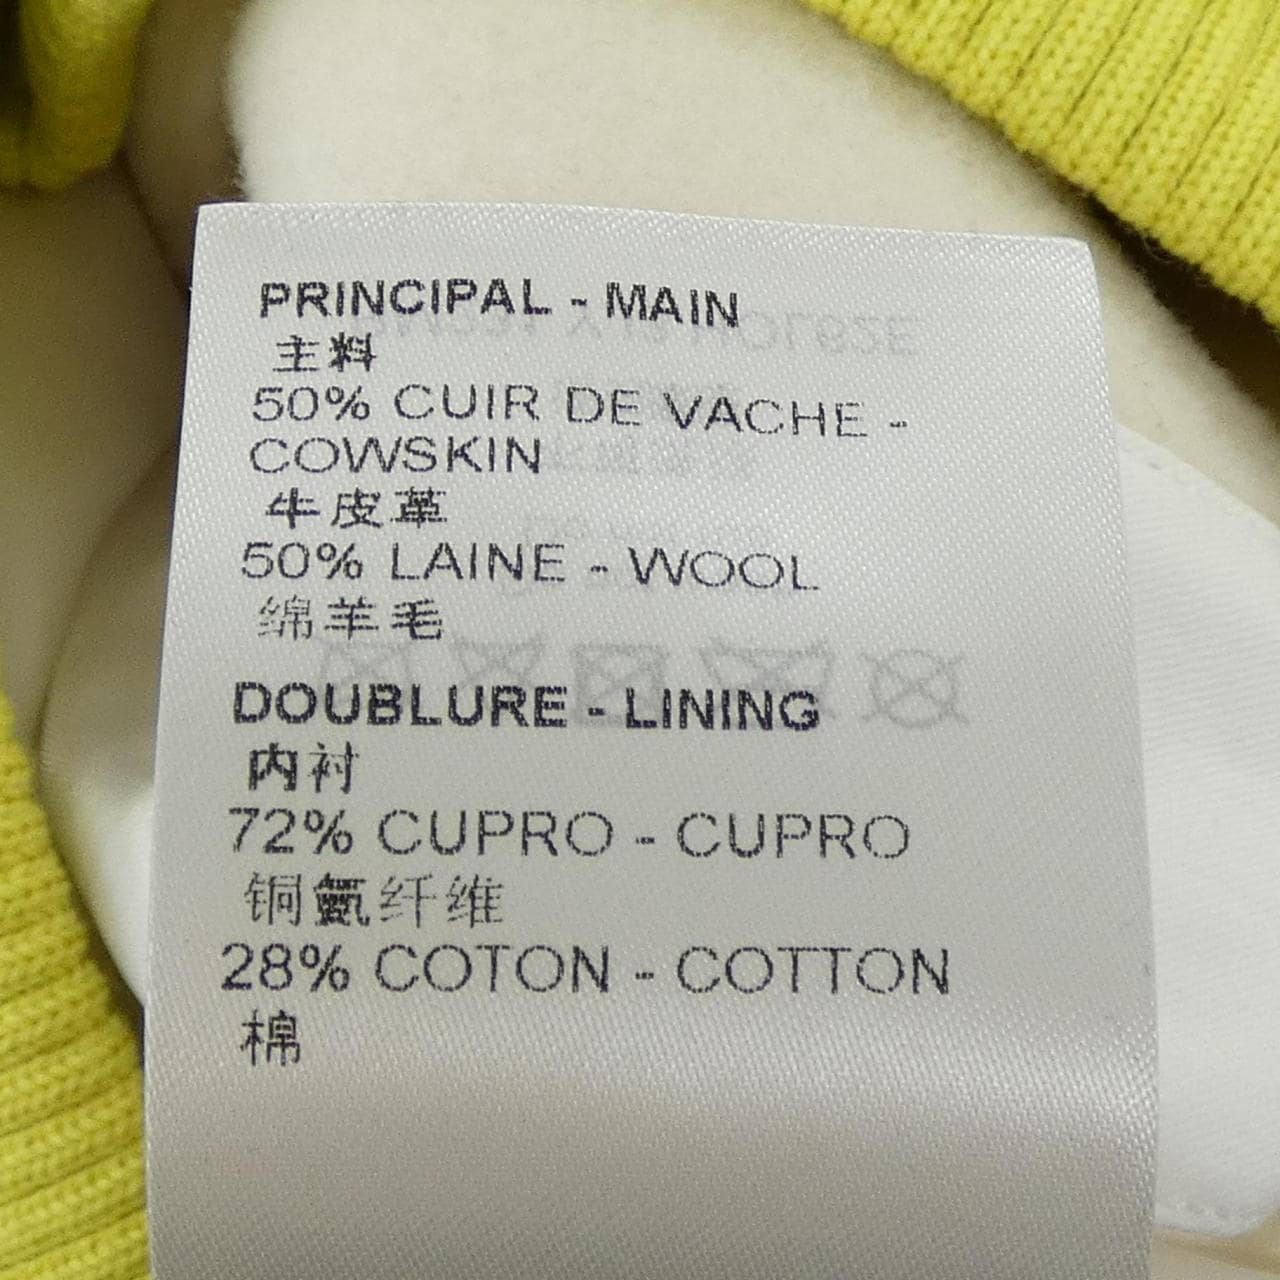 PRINCIPAL - MAIN
主料
50% CUIR DE VACHE -
COWSKIN
牛皮革
50% LAINE - WOOL
绵羊毛
DOUBLURE - LINING
内衬
72% CUPRO - CUPRO
铜氨纤维
28% COTON - COTTON
棉